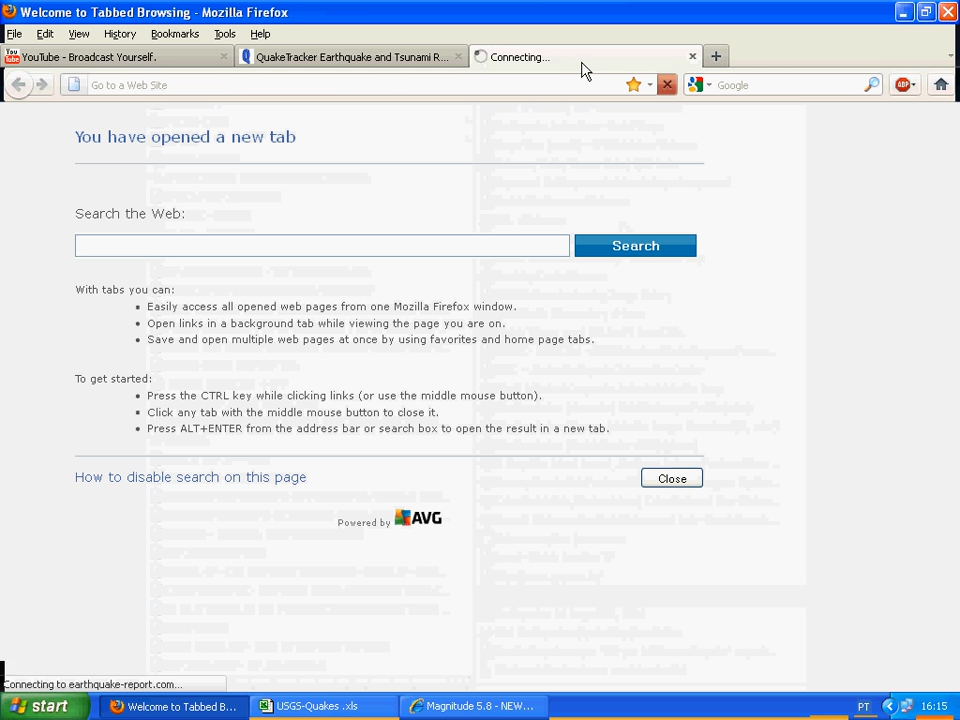 Welcome to Tabbed Browsing - Mozilla Firefox
File Edit View History Bookmarks Tools Help
You Tube YouTube - Broadcast Yourself.
QuakeTracker Earthquake and Tsunami R...
Connecting...
Go to a Web Site
Google
ABP
You have opened a new tab
Search the Web:
Search
With tabs you can:
Easily access all opened web pages from one Mozilla Firefox window.
Open links in a background tab while viewing the page you are on.
Save and open multiple web pages at once by using favorites and home page tabs.
To get started:
Press the CTRL key while clicking links (or use the middle mouse button).
Click any tab with the middle mouse button to close it.
Press ALT+ENTER from the address bar or search box to open the result in a new tab.
How to disable search on this page
Close
Powered by AVG
Connecting to earthquake-report.com...
start
Welcome to Tabbed B...
USGS-Quakes .xls
Magnitude 5.8 - NEW...
PT
16:15